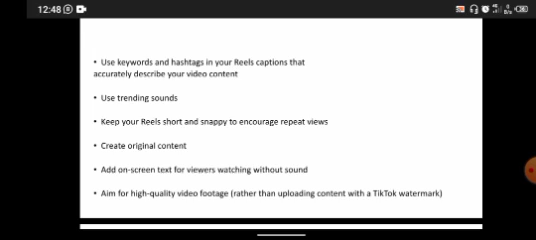 12:48
• Use keywords and hashtags in your Reels captions that
accurately describe your video content
• Use trending sounds
• Keep your Reels short and snappy to encourage repeat views
• Create original content
• Add on-screen text for viewers watching without sound
• Aim for high-quality video footage (rather than uploading content with a TikTok watermark)